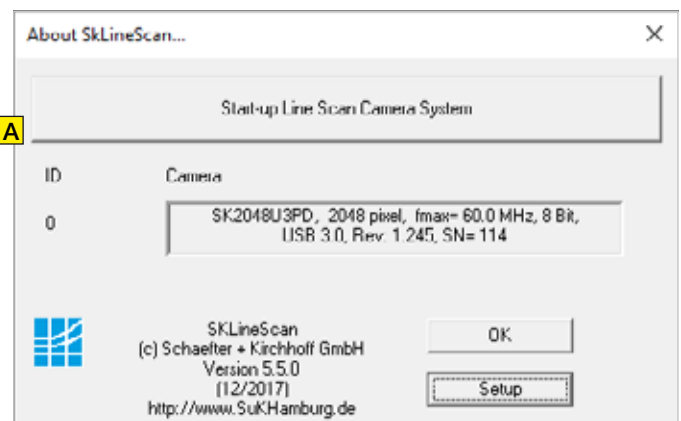 About SkLineScan...
Start-up Line Scan Camera System
A
ID Camera
0 SK2048U3PD, 2048 pixel, fmax= 60.0 MHz, 8 Bit,
USB 3.0, Rev. 1.245, SN= 114
SKLineScan
(c) Schaefter + Kirchhoff GmbH
Version 5.5.0
(12/2017)
http://www.SuKHamburg.de
OK
Setup